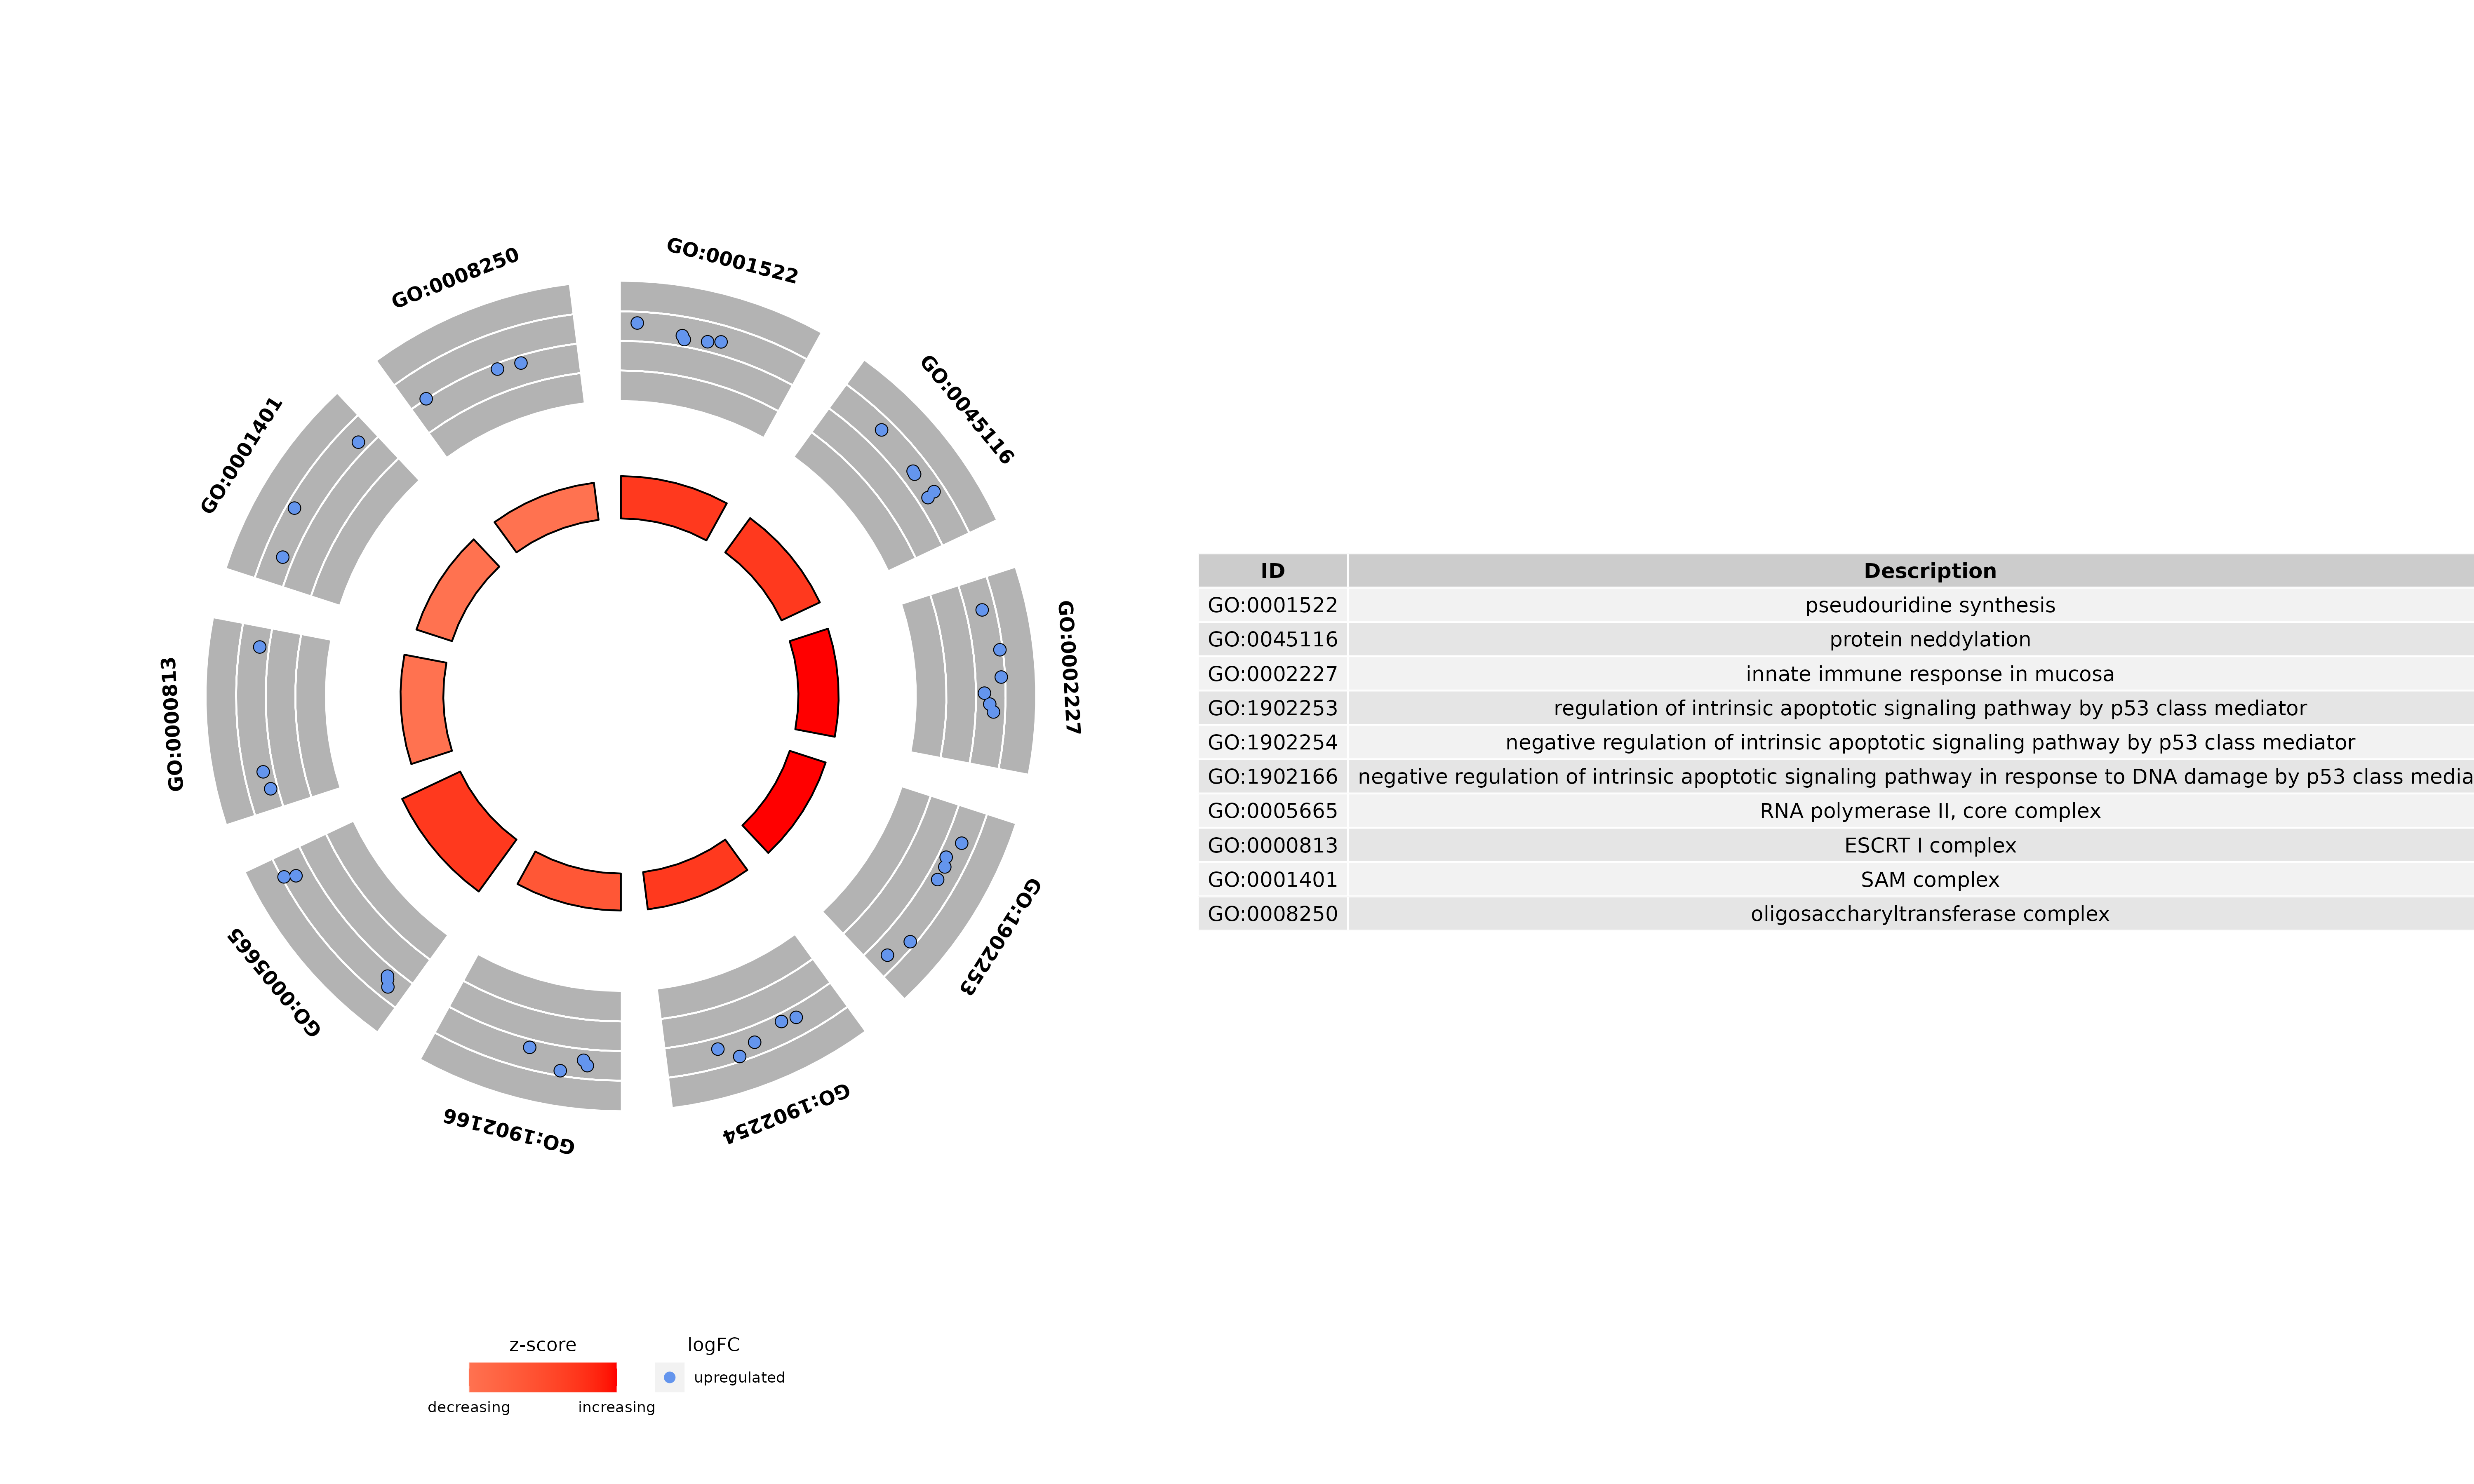 GO:0001522
GO:0045116
GO:0002227
GO:1902253
GO:1902254
GO:1902166
GO:0005665
GO:0000813
GO:0001401
GO:0008250
ID Description
GO:0001522 pseudouridine synthesis
GO:0045116 protein neddylation
GO:0002227 innate immune response in mucosa
GO:1902253 regulation of intrinsic apoptotic signaling pathway by p53 class mediator
GO:1902254 negative regulation of intrinsic apoptotic signaling pathway by p53 class mediator
GO:1902166 negative regulation of intrinsic apoptotic signaling pathway in response to DNA damage by p53 class media
GO:0005665 RNA polymerase II, core complex
GO:0000813 ESCRT I complex
GO:0001401 SAM complex
GO:0008250 oligosaccharyltransferase complex
z-score
decreasing increasing
logFC
upregulated